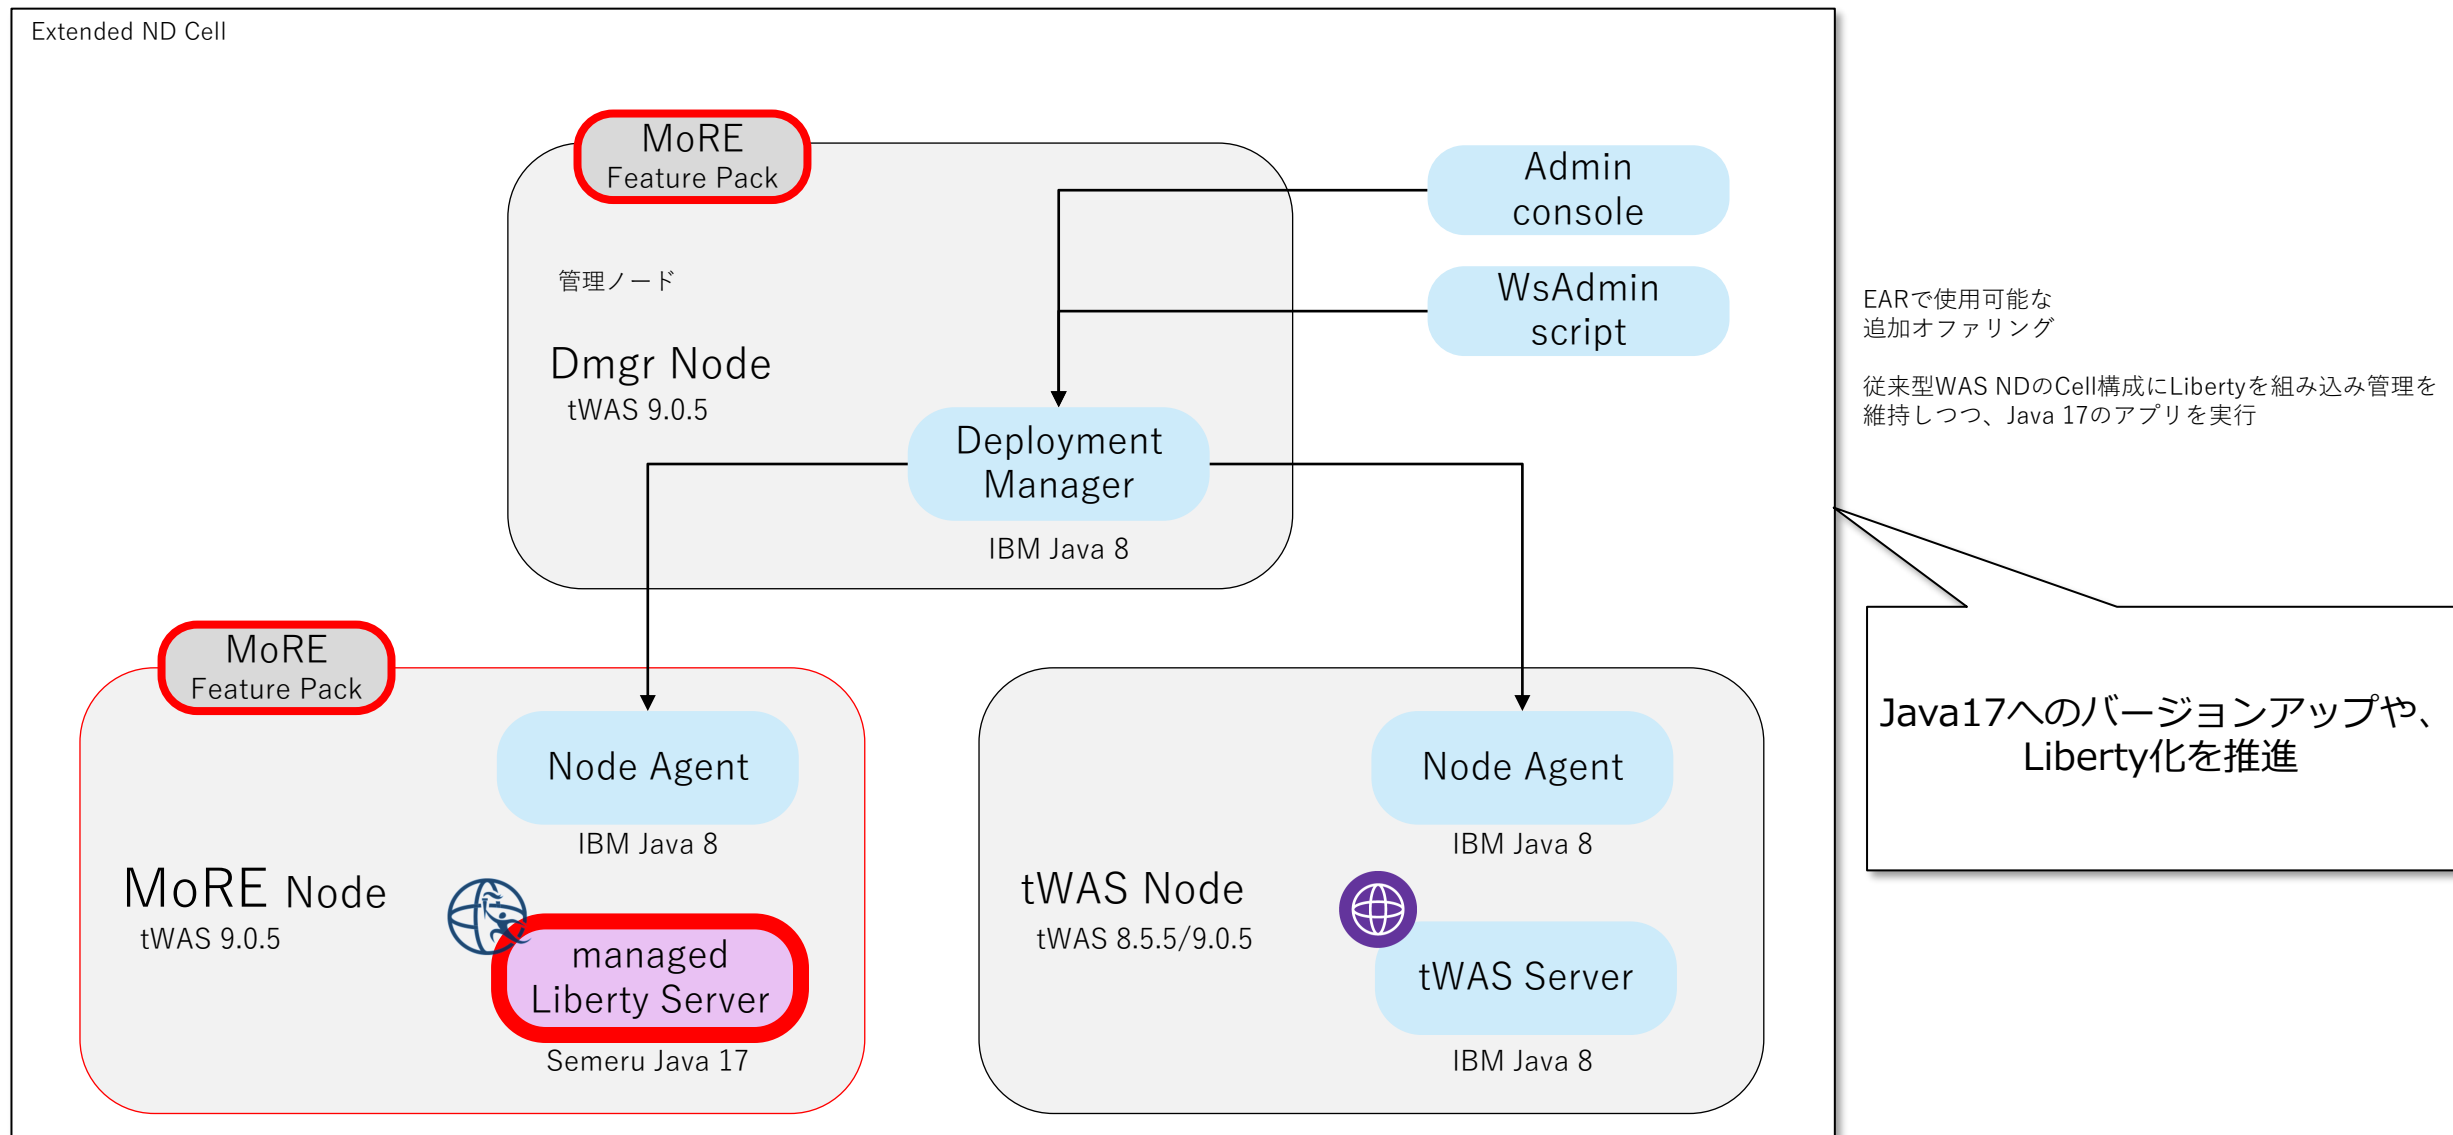 Extended ND Cell
MoRE
Feature Pack
管理ノード
Dmgr Node
tWAS 9.0.5
Admin
console
WsAdmin
script
Deployment
Manager
IBM Java 8
EARで使用可能な
追加オファリング
従来型WAS NDのCell構成にLibertyを組み込み管理を
維持しつつ、Java 17のアプリを実行
MoRE
Feature Pack
Node Agent
IBM Java 8
MoRE Node
tWAS 9.0.5
managed
Liberty Server
Semeru Java 17
Node Agent
IBM Java 8
tWAS Node
tWAS 8.5.5/9.0.5
tWAS Server
IBM Java 8
Java17へのバージョンアップや、
Liberty化を推進